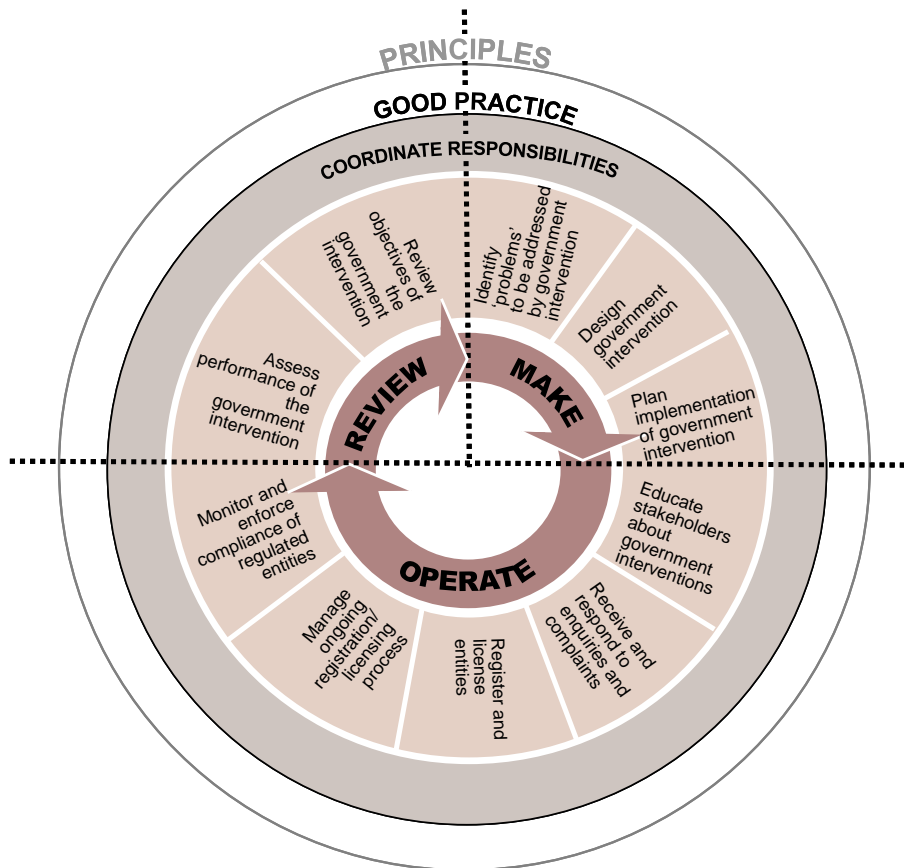 PRINCIPLES
GOOD PRACTICE
COORDINATE RESPONSIBILITIES
Identify
‘problems’
to be addressed
by government
intervention
Design
government
intervention
Plan
implementation
of government
intervention
Educate
stakeholders
about
government
interventions
Receive and
respond to
enquiries and
complaints
Register and
license
entities
Manage
ongoing
registration/
licensing
process
Monitor and
enforce
compliance of
regulated
entities
Assess
performance of
the
government
intervention
Review
objectives of
the
government
intervention
REVIEW
MAKE
OPERATE